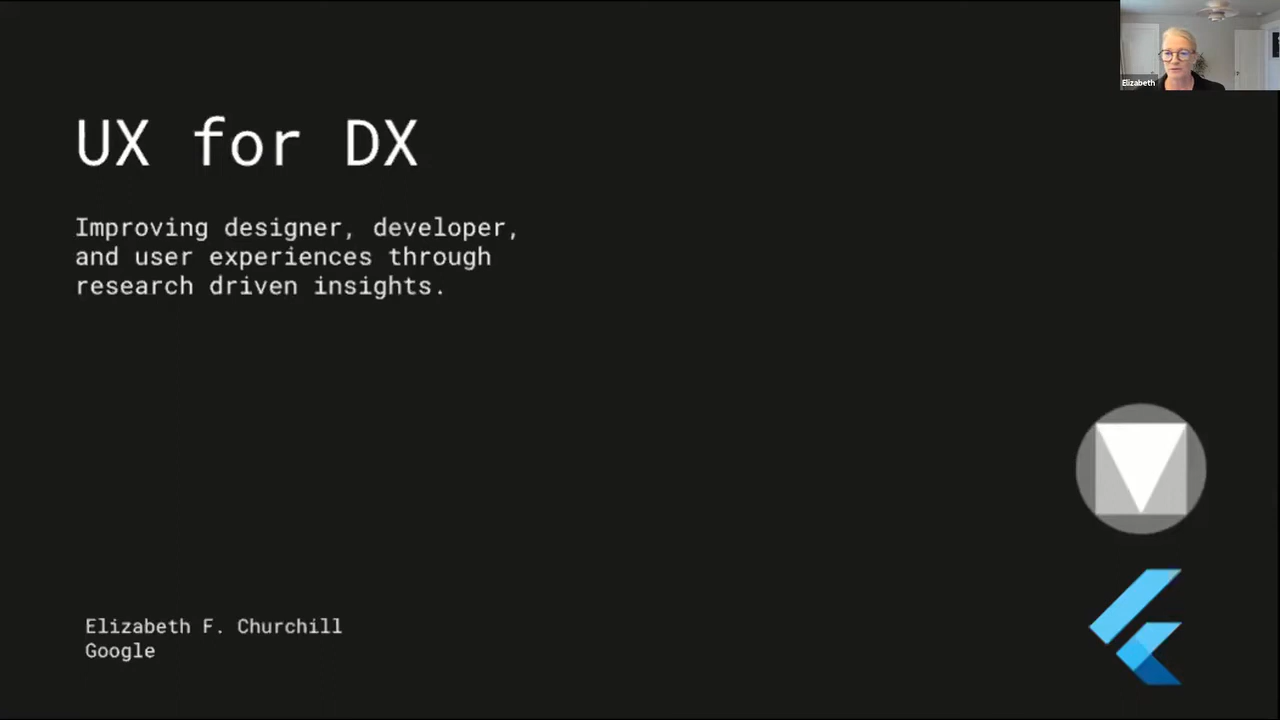 UX for DX
Improving designer, developer,
and user experiences through
research driven insights.
Elizabeth F. Churchill
Google
Elizabeth